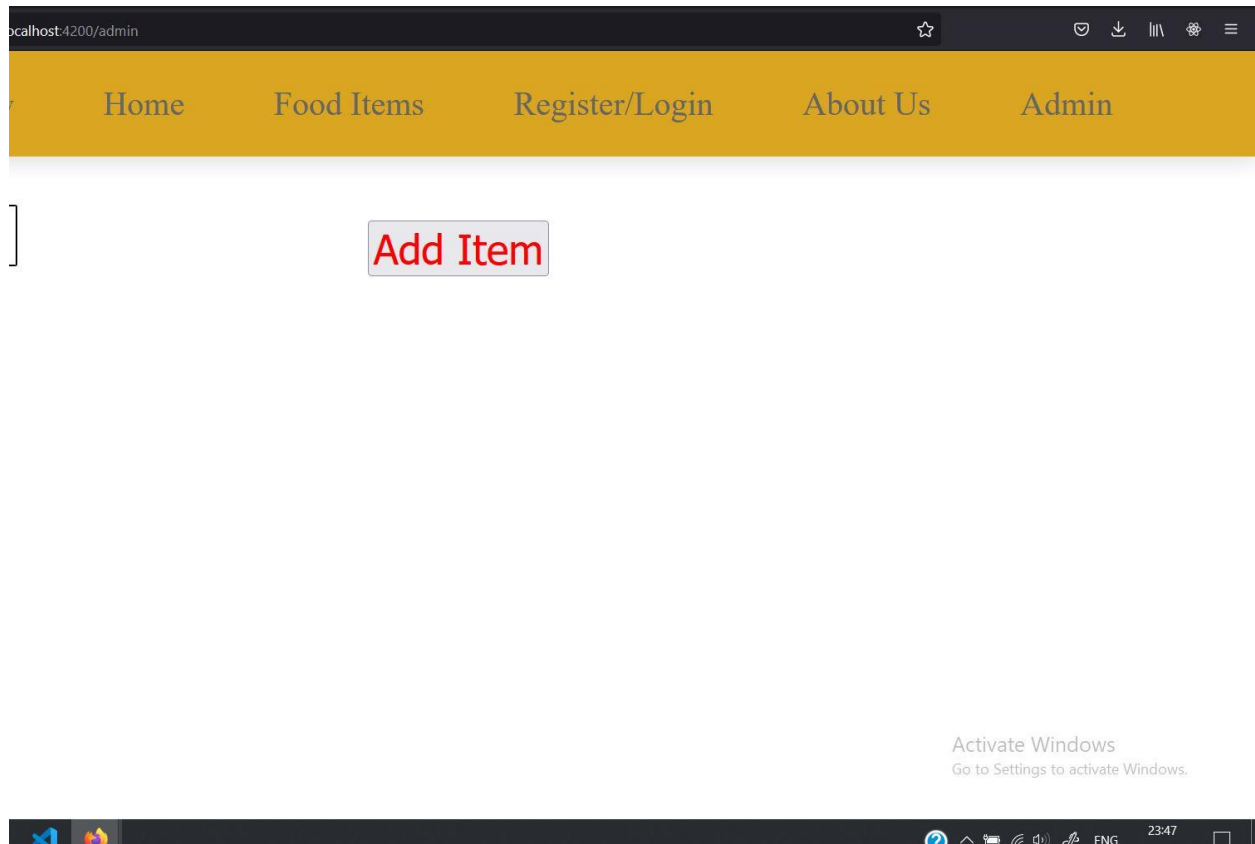 ocalhost:4200/admin
Home Food Items Register/Login About Us Admin
Add Item
Activate Windows
Go to Settings to activate Windows.
ENG 23:47